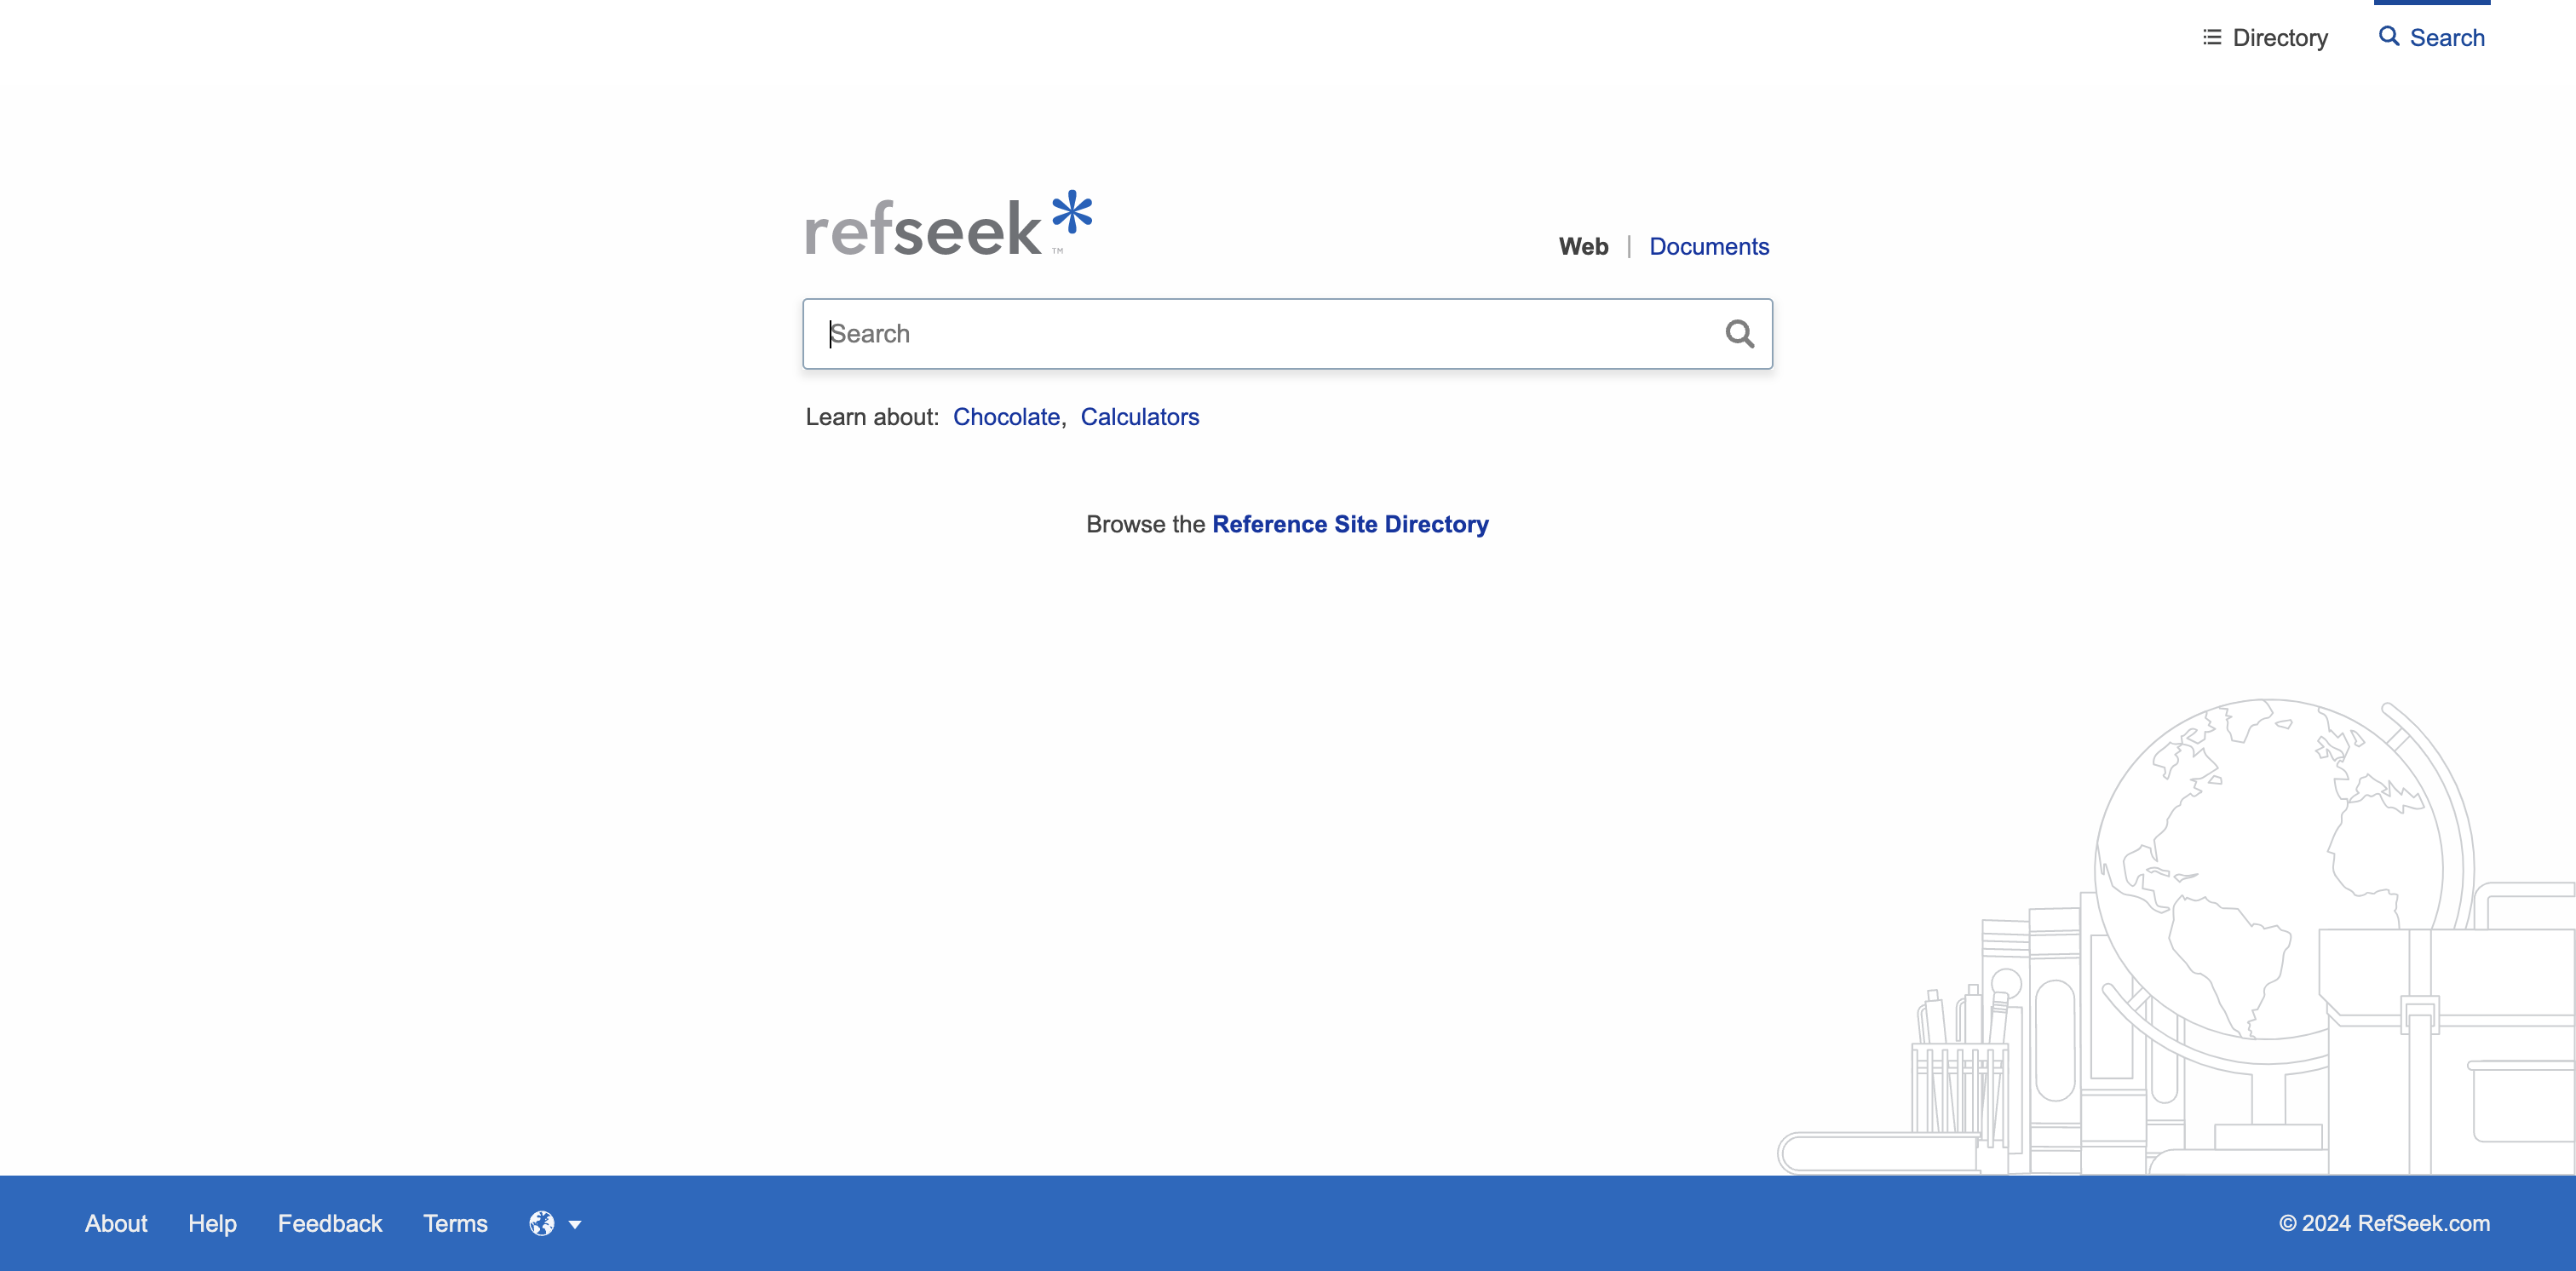 Directory Search
refseek* ™
Web | Documents
Search
Learn about: Chocolate, Calculators
Browse the Reference Site Directory
About Help Feedback Terms © 2024 RefSeek.com